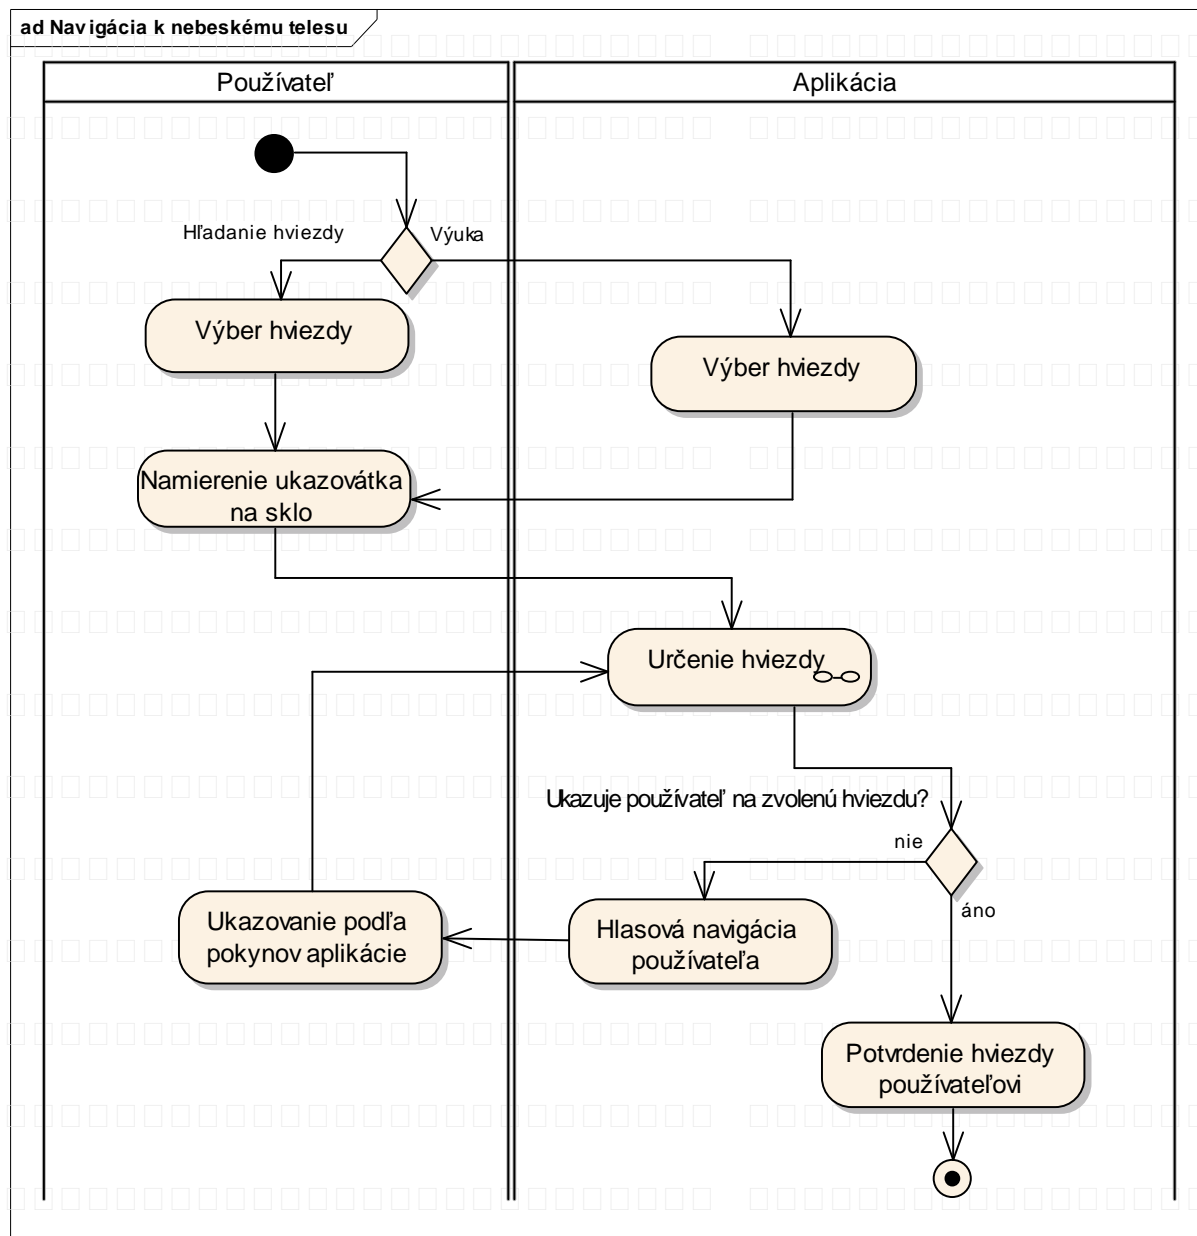 ad Navigácia k nebeskému telesu
Používateľ
Aplikácia
Hľadanie hviezdy
Výuka
Výber hviezdy
Výber hviezdy
Namierenie ukazovátka
na sklo
Určenie hviezdy
Ukazuje používateľ na zvolenú hviezdu?
nie
áno
Ukazovanie podľa
pokynov aplikácie
Hlasová navigácia
používateľa
Potvrdenie hviezdy
používateľovi